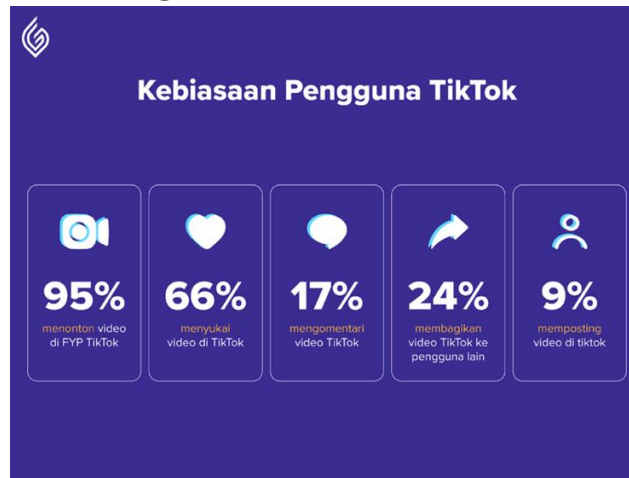 Kebiasaan Pengguna TikTok
95%
menonton video
di FYP TikTok
66%
menyukai
video di TikTok
17%
mengomentari
video TikTok
24%
membagikan
video TikTok ke
pengguna lain
9%
memposting
video di tiktok